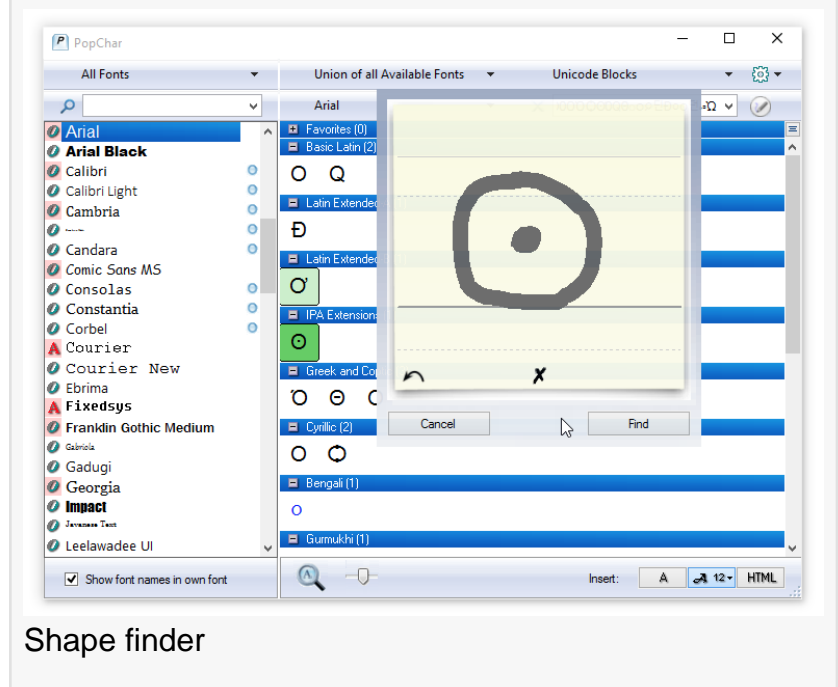 PopChar
All Fonts
Union of all Available Fonts
Unicode Blocks
Arial
Favorites (0)
Basic Latin (2)
O Q
Latin Extended
Đ
Latin Extended
Ơ
IPA Extensions
ʘ
Greek and Cop
Ό Θ
Cyrillic (2)
О
Bengali (1)
Gurmukhi (1)
Arial
Arial Black
Calibri
Calibri Light
Cambria
Candara
Comic Sans MS
Consolas
Constantia
Corbel
Courier
Courier New
Ebrima
Fixedsys
Franklin Gothic Medium
Gabriola
Gadugi
Georgia
Impact
Javanese Text
Leelawadee UI
Cancel
Find
Show font names in own font
Insert: A 12 HTML
Shape finder